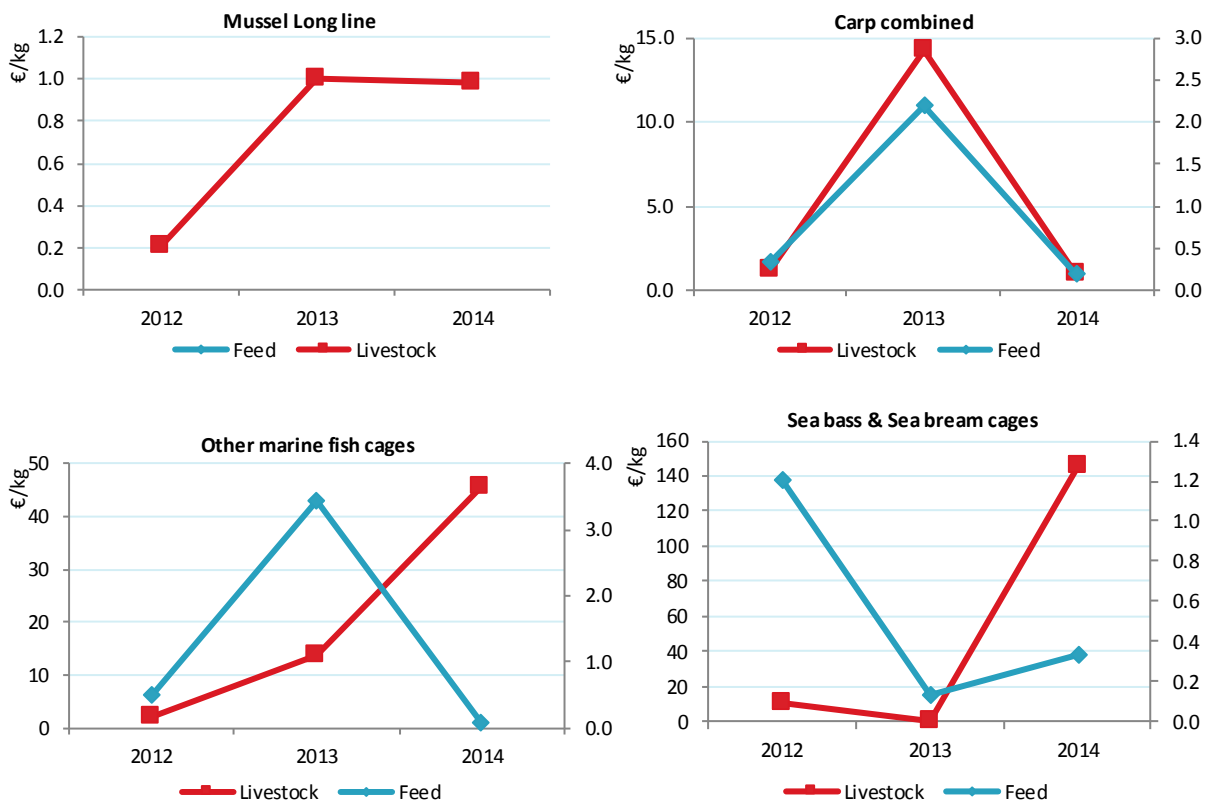 Mussel Long line
€/kg
1.2
1.0
0.8
0.6
0.4
0.2
0.0
2012 2013 2014
Feed Livestock
Carp combined
€/kg
15.0
10.0
5.0
0.0
3.0
2.5
2.0
1.5
1.0
0.5
0.0
2012 2013 2014
Livestock Feed
Other marine fish cages
€/kg
50
40
30
20
10
0
4.0
3.0
2.0
1.0
0.0
2012 2013 2014
Livestock Feed
Sea bass & Sea bream cages
€/kg
160
140
120
100
80
60
40
20
0
1.4
1.2
1.0
0.8
0.6
0.4
0.2
0.0
2012 2013 2014
Livestock Feed